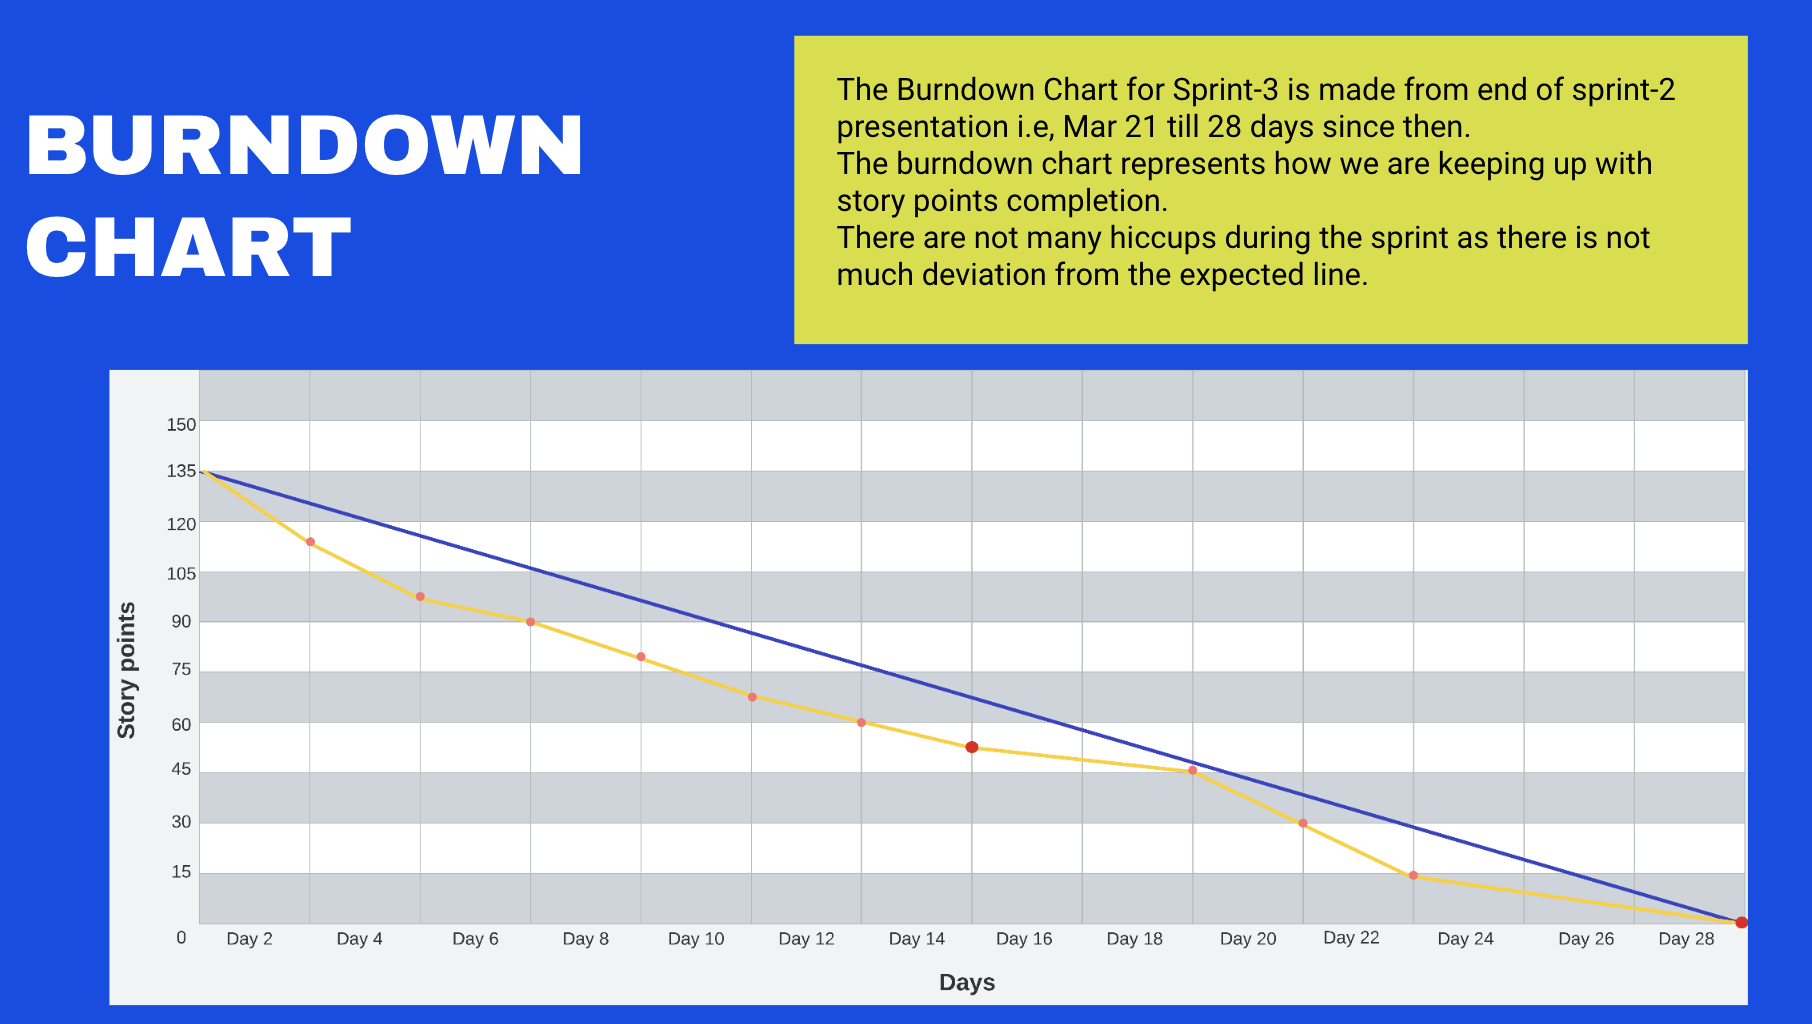 BURNDOWN
CHART
The Burndown Chart for Sprint-3 is made from end of sprint-2
presentation i.e, Mar 21 till 28 days since then.
The burndown chart represents how we are keeping up with
story points completion.
There are not many hiccups during the sprint as there is not
much deviation from the expected line.
Story points
150
135
120
105
90
75
60
45
30
15
0
Day 2 Day 4 Day 6 Day 8 Day 10 Day 12 Day 14 Day 16 Day 18 Day 20 Day 22 Day 24 Day 26 Day 28
Days